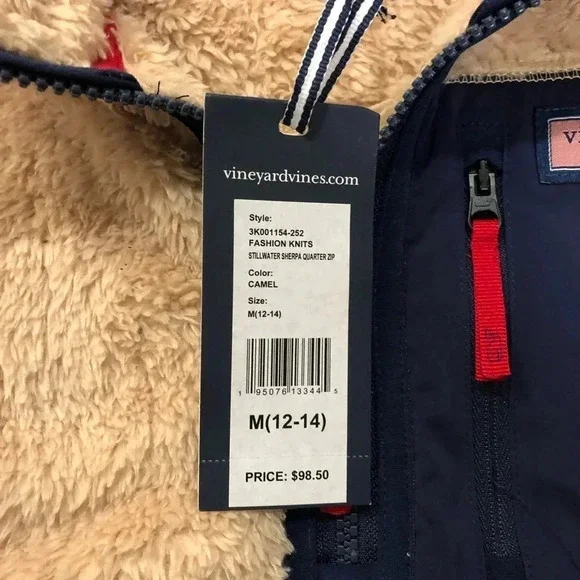 vineyardvines.com
Style:
3K001154-252
FASHION KNITS
STILLWATER SHERPA QUARTER ZIP
Color:
CAMEL
Size:
M(12-14)
1 95076 13344 5
M(12-14)
PRICE: $98.50